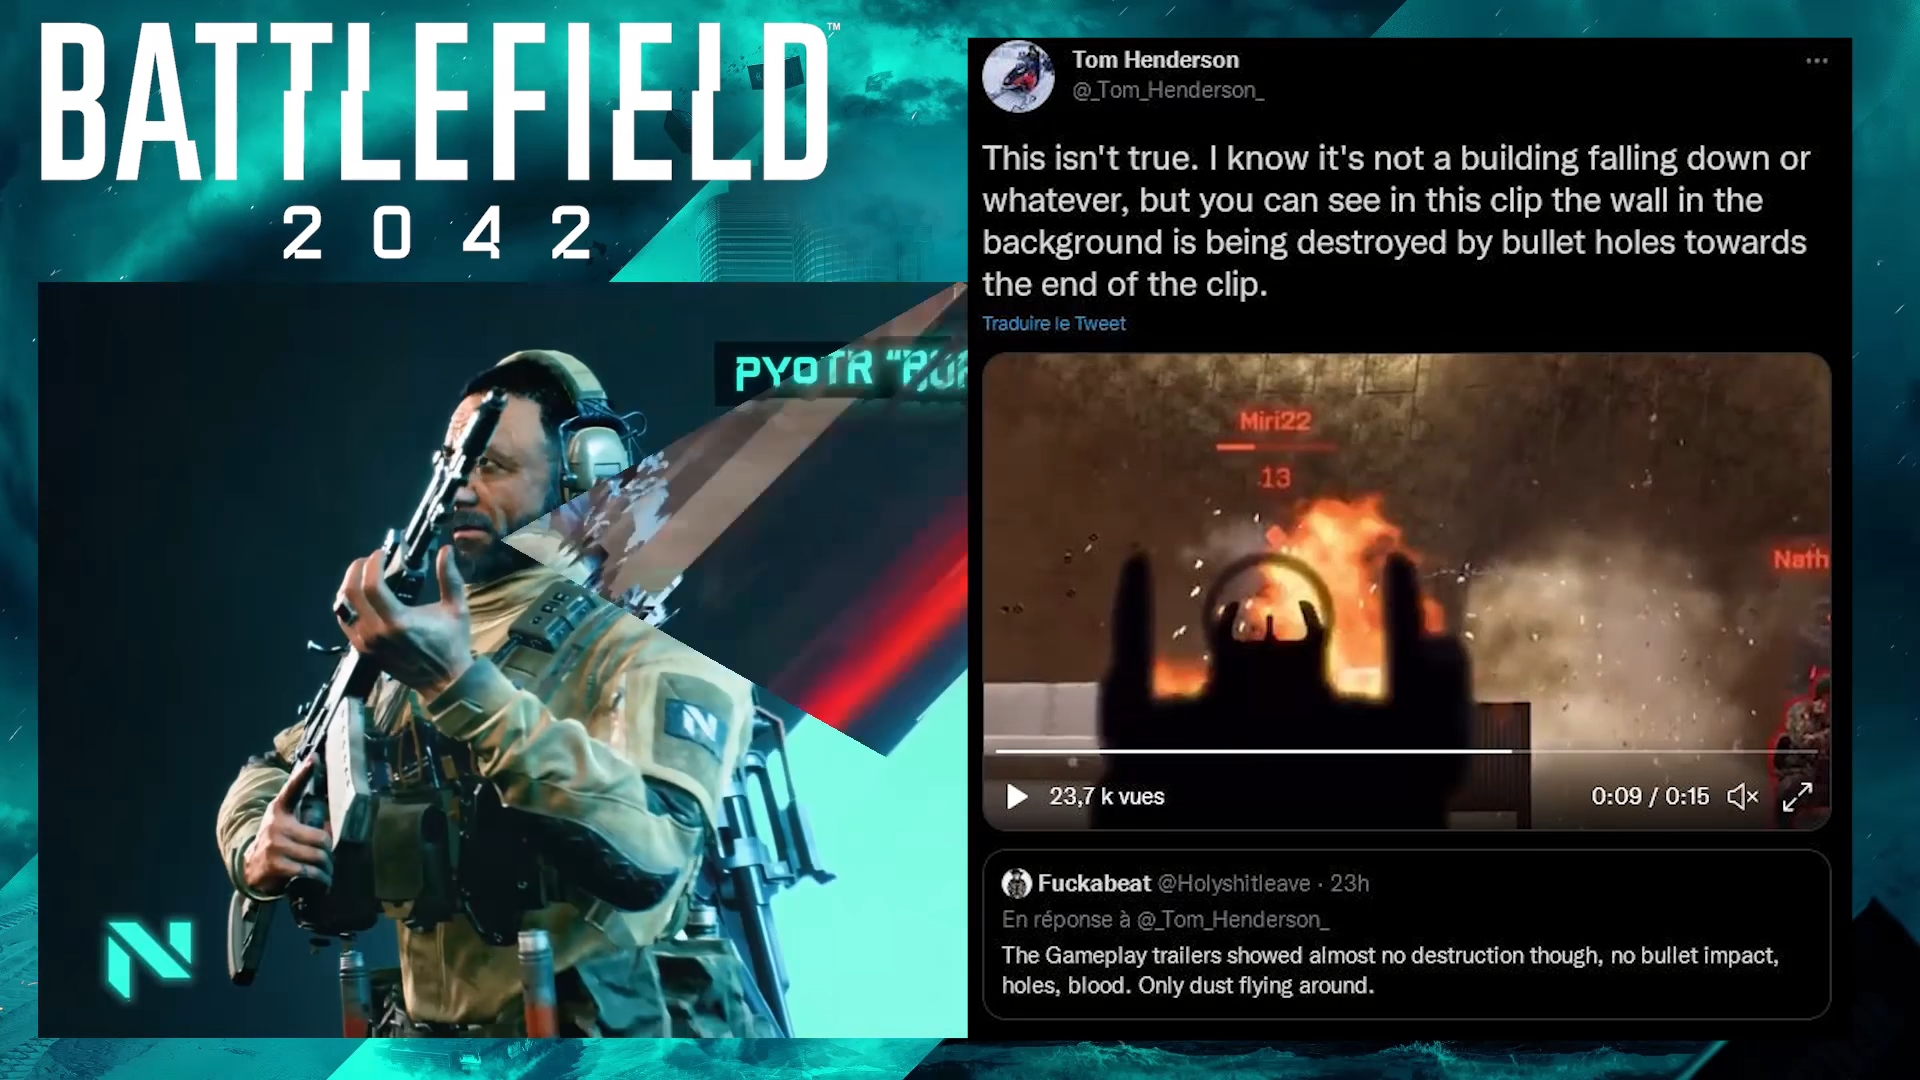 BATTLEFIELD™
2042
PYOTR
Tom Henderson
@_Tom_Henderson_
This isn't true. I know it's not a building falling down or
whatever, but you can see in this clip the wall in the
background is being destroyed by bullet holes towards
the end of the clip.
Traduire le Tweet
Miri22
13
Nath
23,7 k vues
0:09 / 0:15
Fuckabeat @Holyshitleave · 23h
En réponse à @_Tom_Henderson_
The Gameplay trailers showed almost no destruction though, no bullet impact,
holes, blood. Only dust flying around.